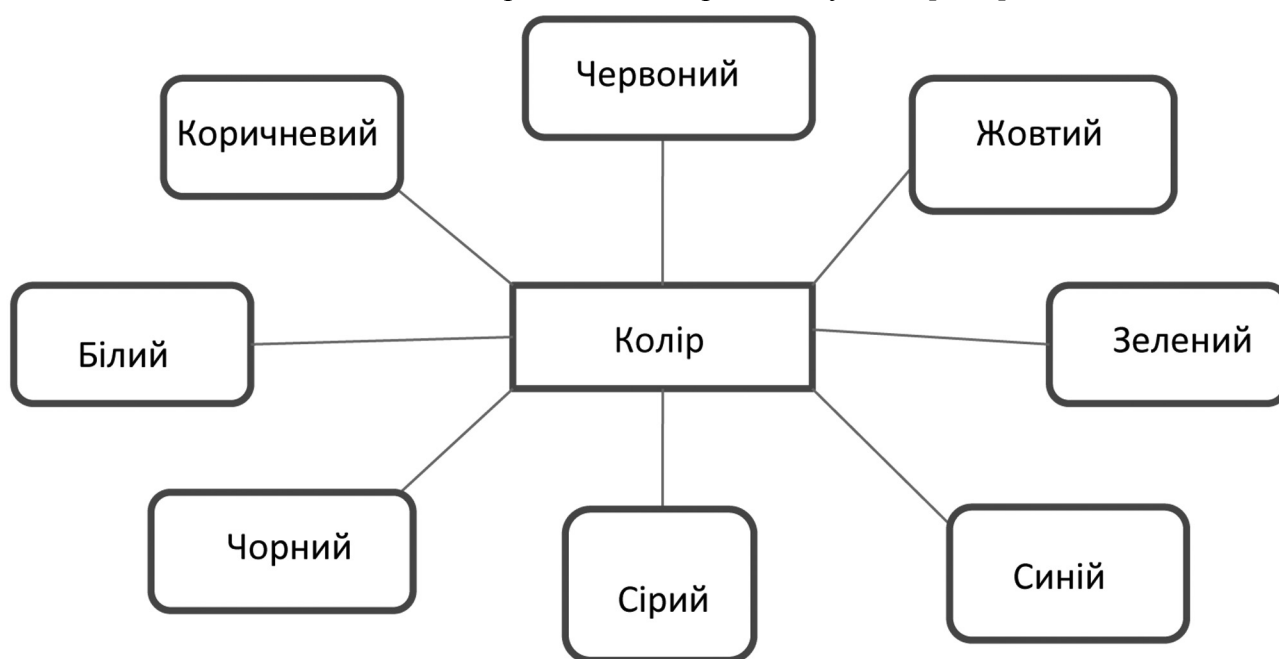 Червоний
Коричневий
Жовтий
Білий
Колір
Зелений
Чорний
Сірий
Синій